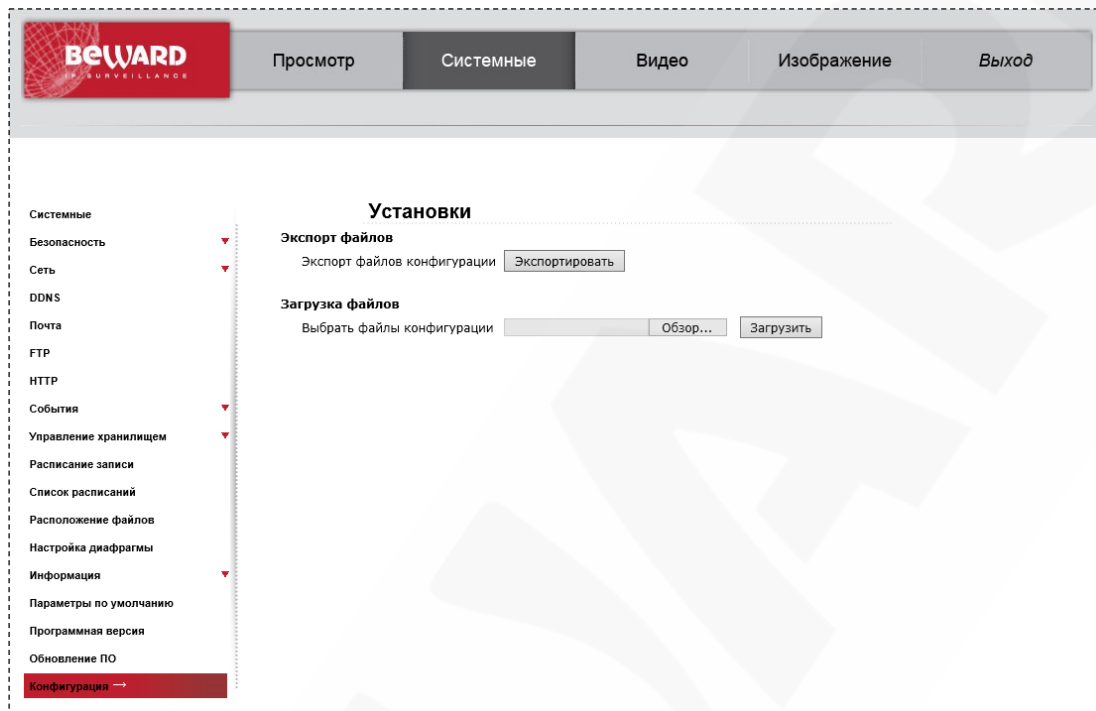 BEWARD
IP SURVEILLANCE
Просмотр
Системные
Видео
Изображение
Выход
Системные
Безопасность
Сеть
DDNS
Почта
FTP
HTTP
События
Управление хранилищем
Расписание записи
Список расписаний
Расположение файлов
Настройка диафрагмы
Информация
Параметры по умолчанию
Программная версия
Обновление ПО
Конфигурация →
Установки
Экспорт файлов
Экспорт файлов конфигурации Экспортировать
Загрузка файлов
Выбрать файлы конфигурации Обзор... Загрузить